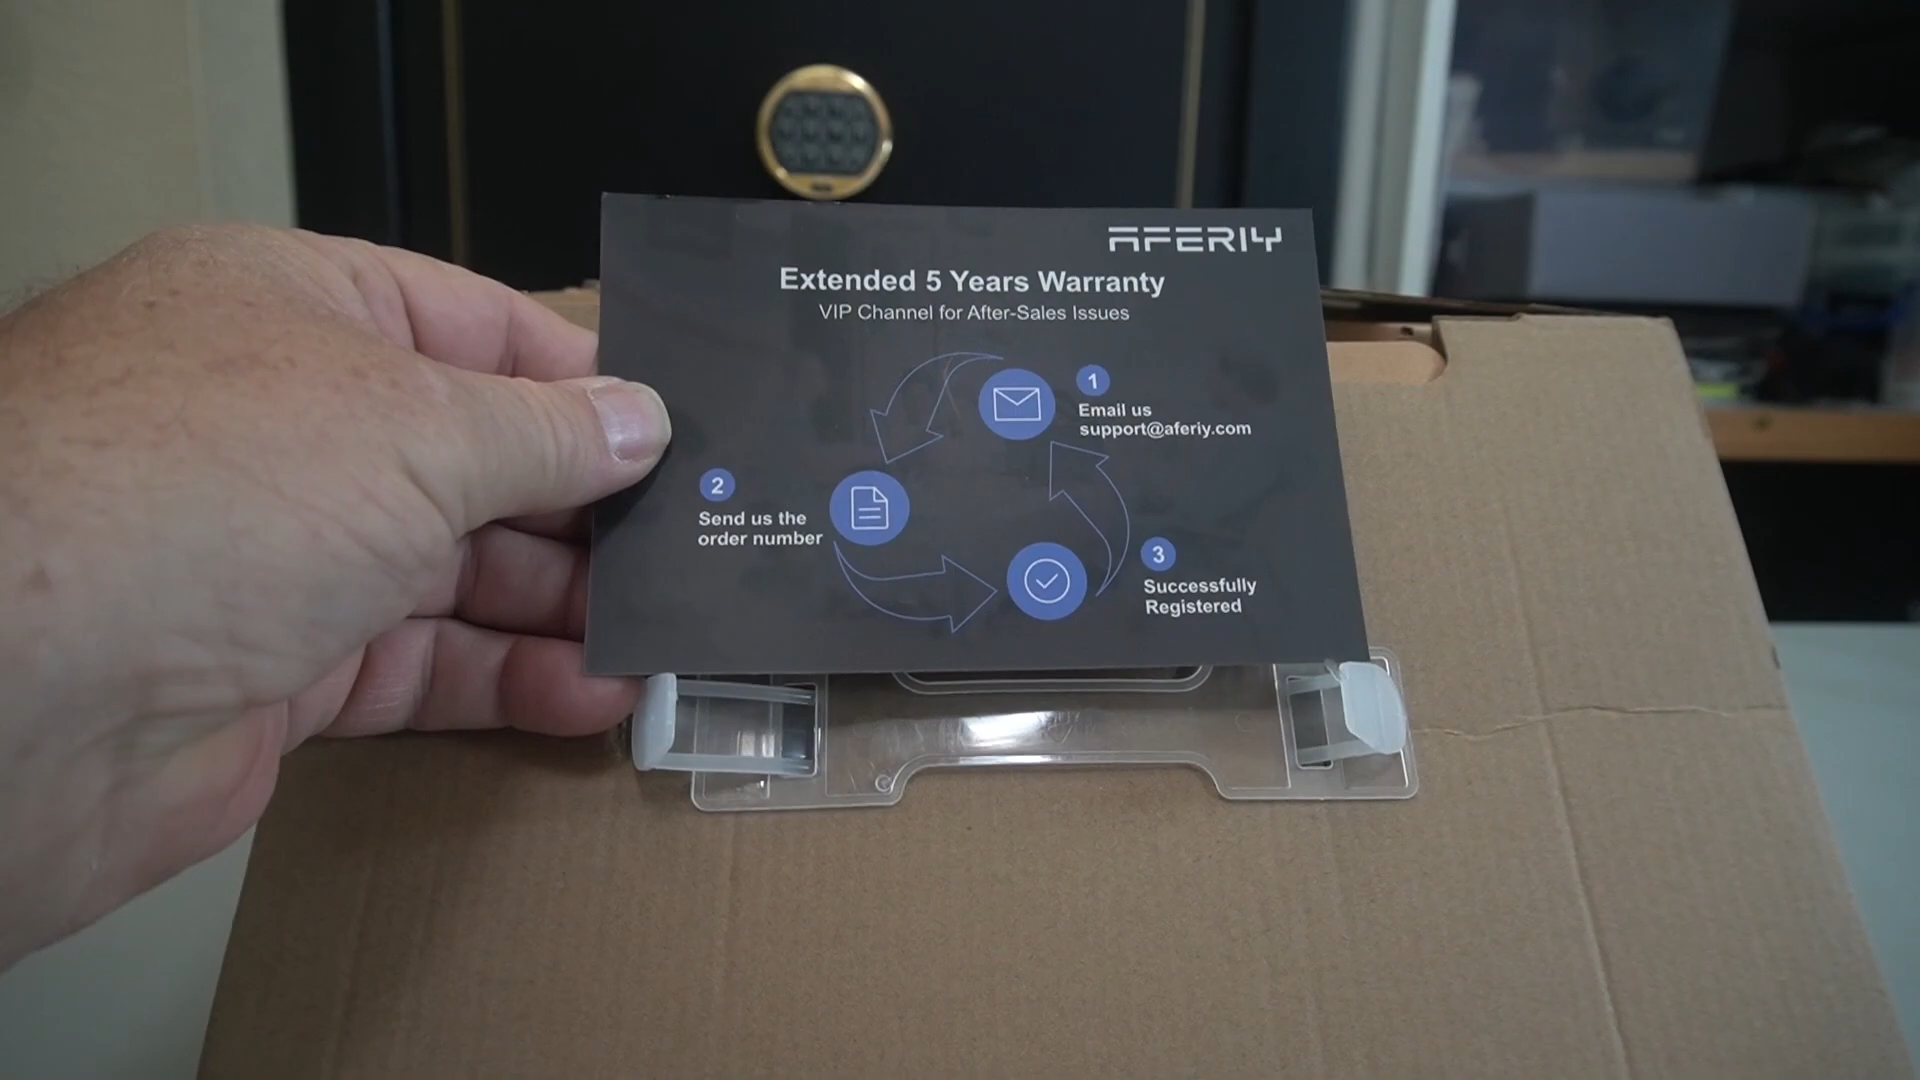 AFERIY
Extended 5 Years Warranty
VIP Channel for After-Sales Issues
1
Email us
support@aferiy.com
2
Send us the
order number
3
Successfully
Registered